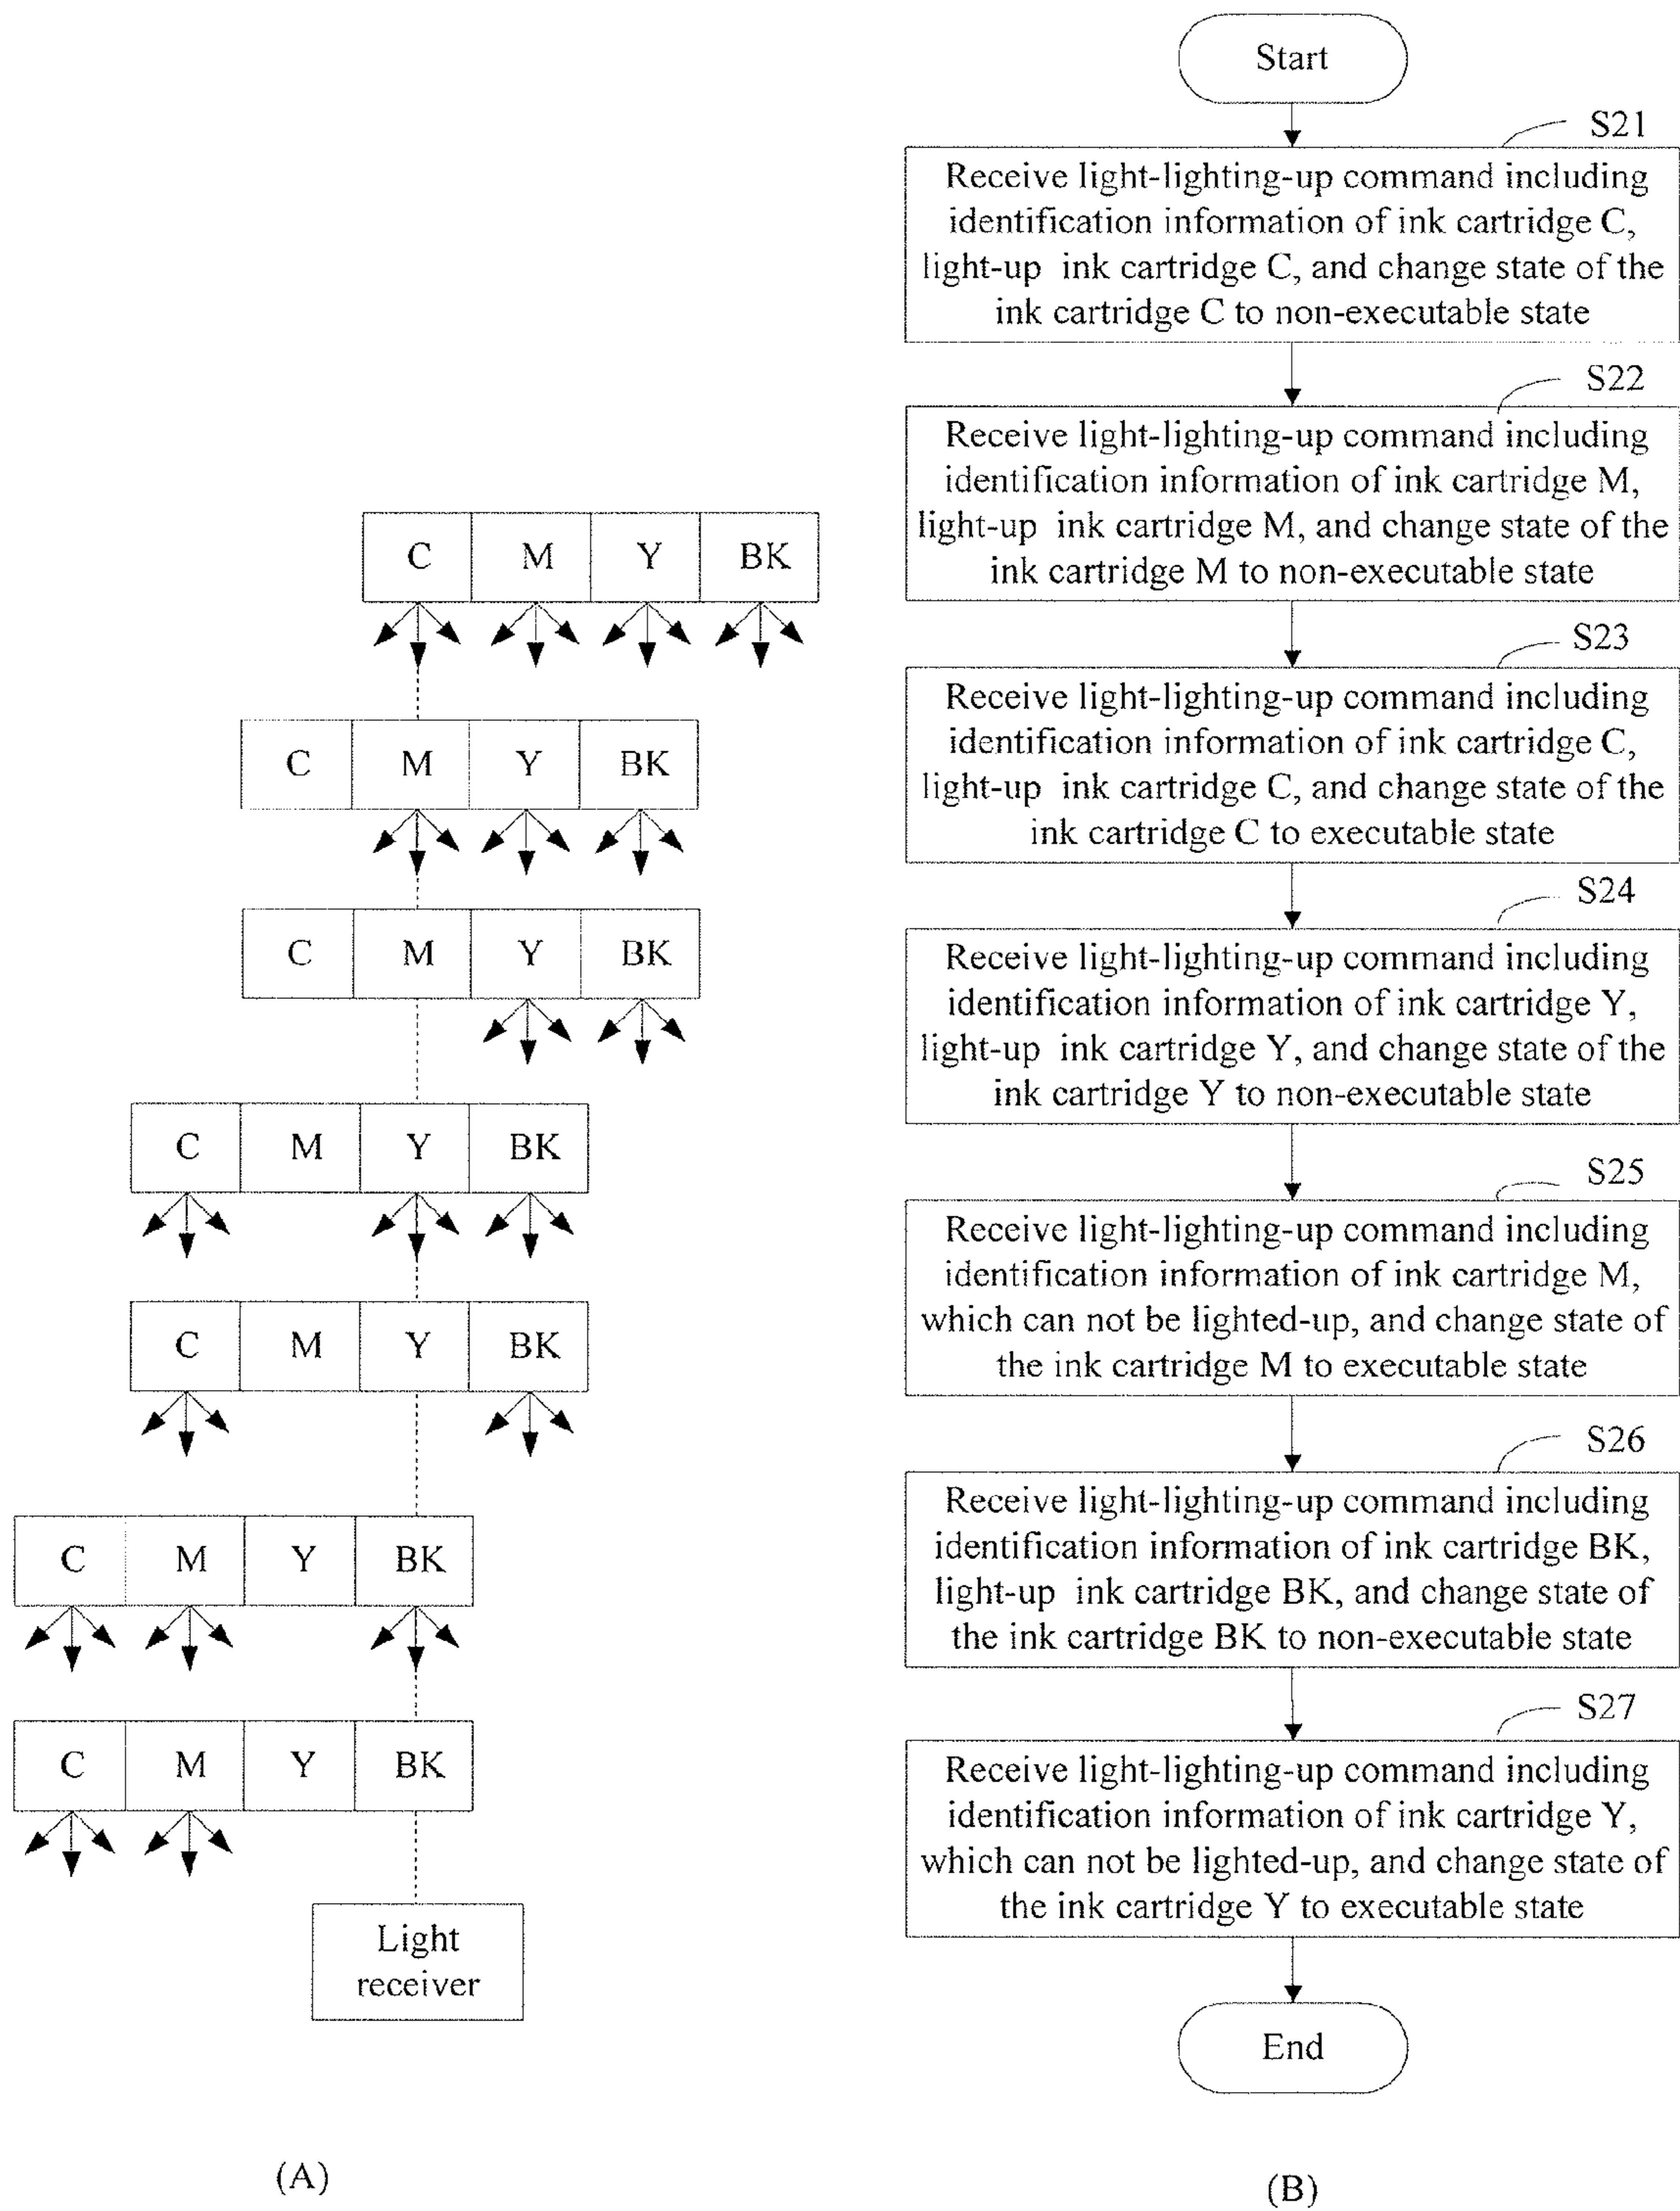 C M Y BK
C M Y BK
C M Y BK
C M Y BK
C M Y BK
C M Y BK
C M Y BK
Light
receiver
(A)
Start
S21
Receive light-lighting-up command including
identification information of ink cartridge C,
light-up ink cartridge C, and change state of the
ink cartridge C to non-executable state
S22
Receive light-lighting-up command including
identification information of ink cartridge M,
light-up ink cartridge M, and change state of the
ink cartridge M to non-executable state
S23
Receive light-lighting-up command including
identification information of ink cartridge C,
light-up ink cartridge C, and change state of the
ink cartridge C to executable state
S24
Receive light-lighting-up command including
identification information of ink cartridge Y,
light-up ink cartridge Y, and change state of the
ink cartridge Y to non-executable state
S25
Receive light-lighting-up command including
identification information of ink cartridge M,
which can not be lighted-up, and change state of
the ink cartridge M to executable state
S26
Receive light-lighting-up command including
identification information of ink cartridge BK,
light-up ink cartridge BK, and change state of
the ink cartridge BK to non-executable state
S27
Receive light-lighting-up command including
identification information of ink cartridge Y,
which can not be lighted-up, and change state of
the ink cartridge Y to executable state
End
(B)